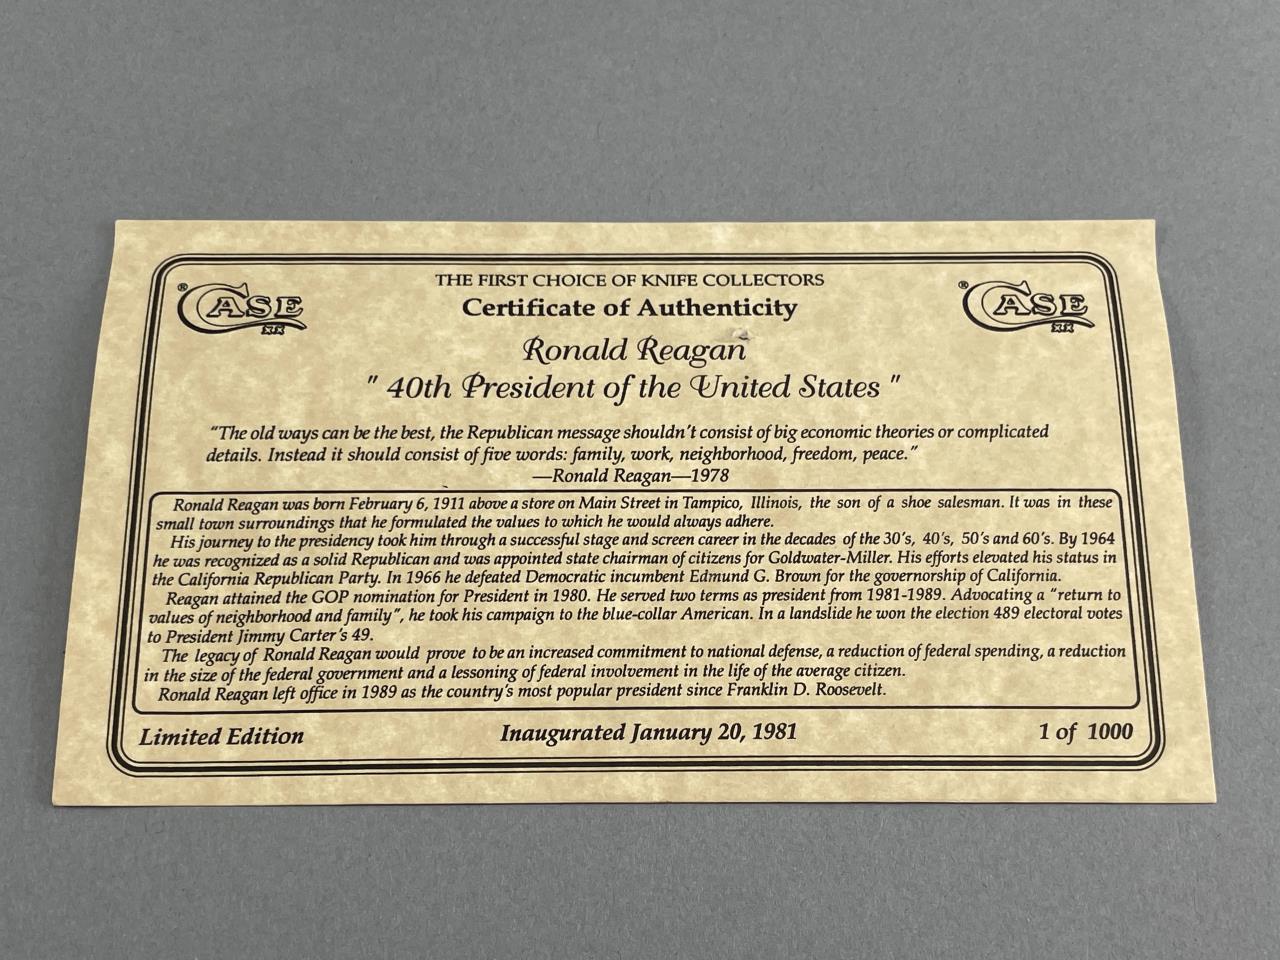 ® CASE XX
® CASE XX
THE FIRST CHOICE OF KNIFE COLLECTORS
Certificate of Authenticity
Ronald Reagan
" 40th President of the United States "
“The old ways can be the best, the Republican message shouldn’t consist of big economic theories or complicated
details. Instead it should consist of five words: family, work, neighborhood, freedom, peace.”
—Ronald Reagan—1978
Ronald Reagan was born February 6, 1911 above a store on Main Street in Tampico, Illinois, the son of a shoe salesman. It was in these
small town surroundings that he formulated the values to which he would always adhere.
His journey to the presidency took him through a successful stage and screen career in the decades of the 30’s, 40’s, 50’s and 60’s. By 1964
he was recognized as a solid Republican and was appointed state chairman of citizens for Goldwater-Miller. His efforts elevated his status in
the California Republican Party. In 1966 he defeated Democratic incumbent Edmund G. Brown for the governorship of California.
Reagan attained the GOP nomination for President in 1980. He served two terms as president from 1981-1989. Advocating a “return to
values of neighborhood and family”, he took his campaign to the blue-collar American. In a landslide he won the election 489 electoral votes
to President Jimmy Carter’s 49.
The legacy of Ronald Reagan would prove to be an increased commitment to national defense, a reduction of federal spending, a reduction
in the size of the federal government and a lessoning of federal involvement in the life of the average citizen.
Ronald Reagan left office in 1989 as the country’s most popular president since Franklin D. Roosevelt.
Limited Edition
Inaugurated January 20, 1981
1 of 1000